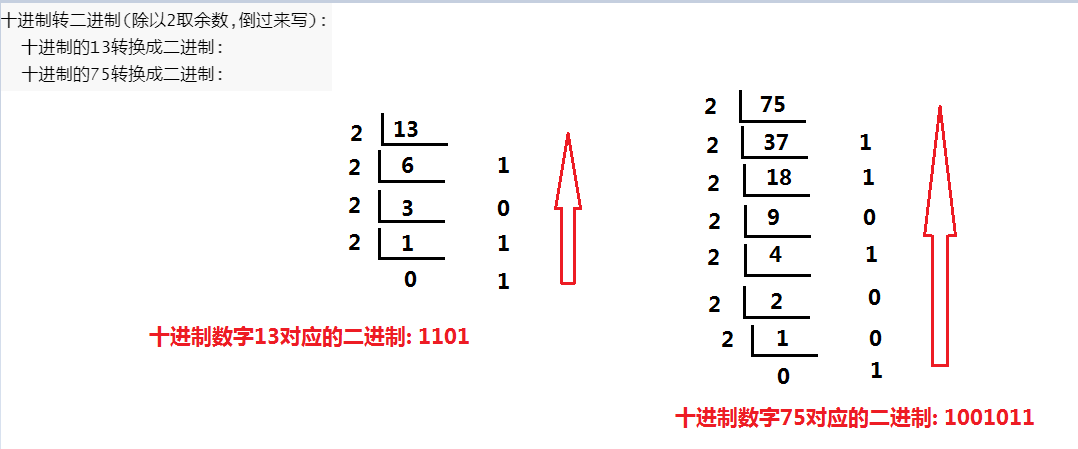 十进制转二进制(除以2取余数,倒过来写):
十进制的13转换成二进制:
十进制的75转换成二进制:
2 13
2 6 1
2 3 0
2 1 1
0 1
十进制数字13对应的二进制: 1101
2 75
2 37 1
2 18 1
2 9 0
2 4 1
2 2 0
2 1 0
0 1
十进制数字75对应的二进制: 1001011